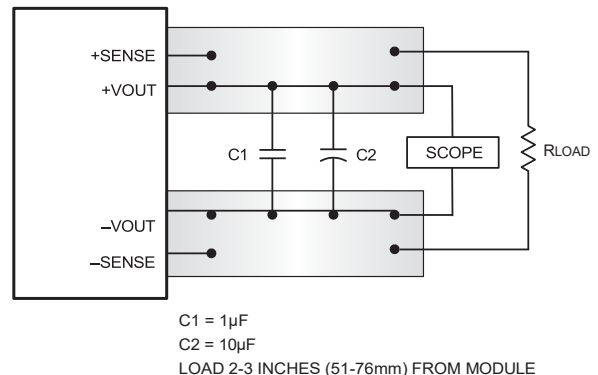 +SENSE
+VOUT
C1
C2
SCOPE
RLOAD
–VOUT
–SENSE
C1 = 1µF
C2 = 10µF
LOAD 2-3 INCHES (51-76mm) FROM MODULE